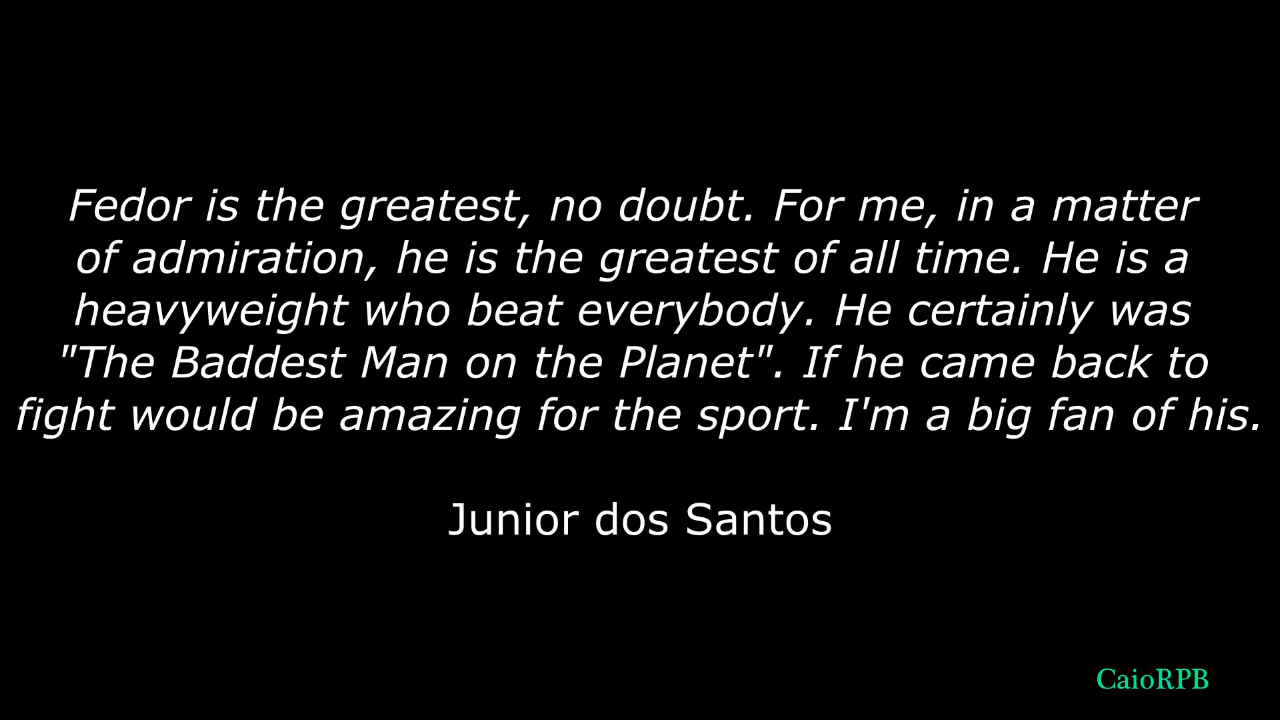 Fedor is the greatest, no doubt. For me, in a matter
of admiration, he is the greatest of all time. He is a
heavyweight who beat everybody. He certainly was
"The Baddest Man on the Planet". If he came back to
fight would be amazing for the sport. I'm a big fan of his.
Junior dos Santos
CaioRPB